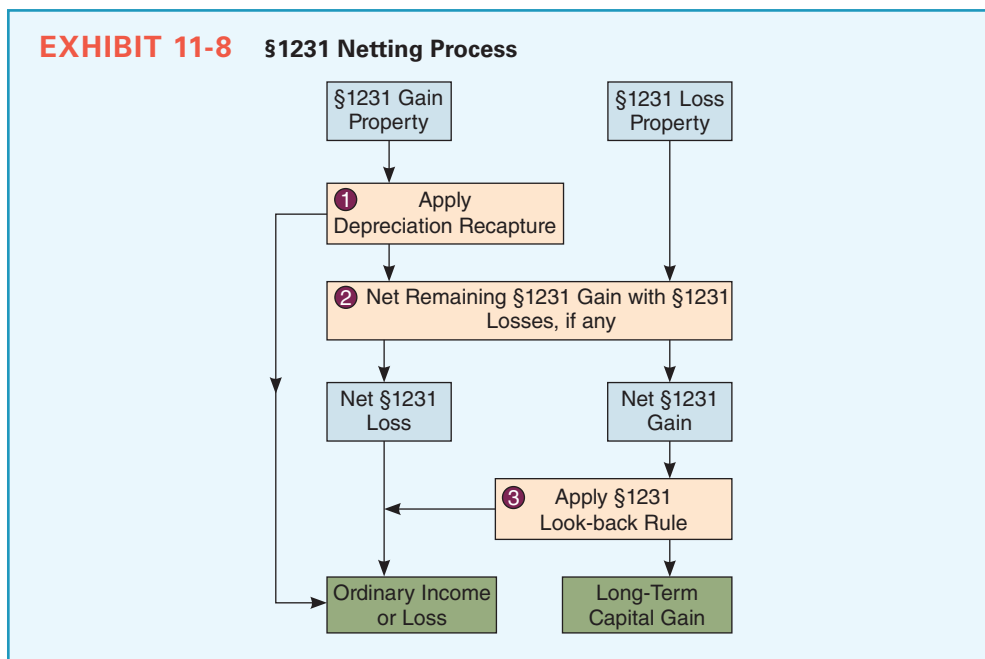 EXHIBIT 11-8 §1231 Netting Process
§1231 Gain
Property
§1231 Loss
Property
1 Apply
Depreciation Recapture
2 Net Remaining §1231 Gain with §1231
Losses, if any
Net §1231
Loss
Net §1231
Gain
3 Apply §1231
Look-back Rule
Ordinary Income
or Loss
Long-Term
Capital Gain